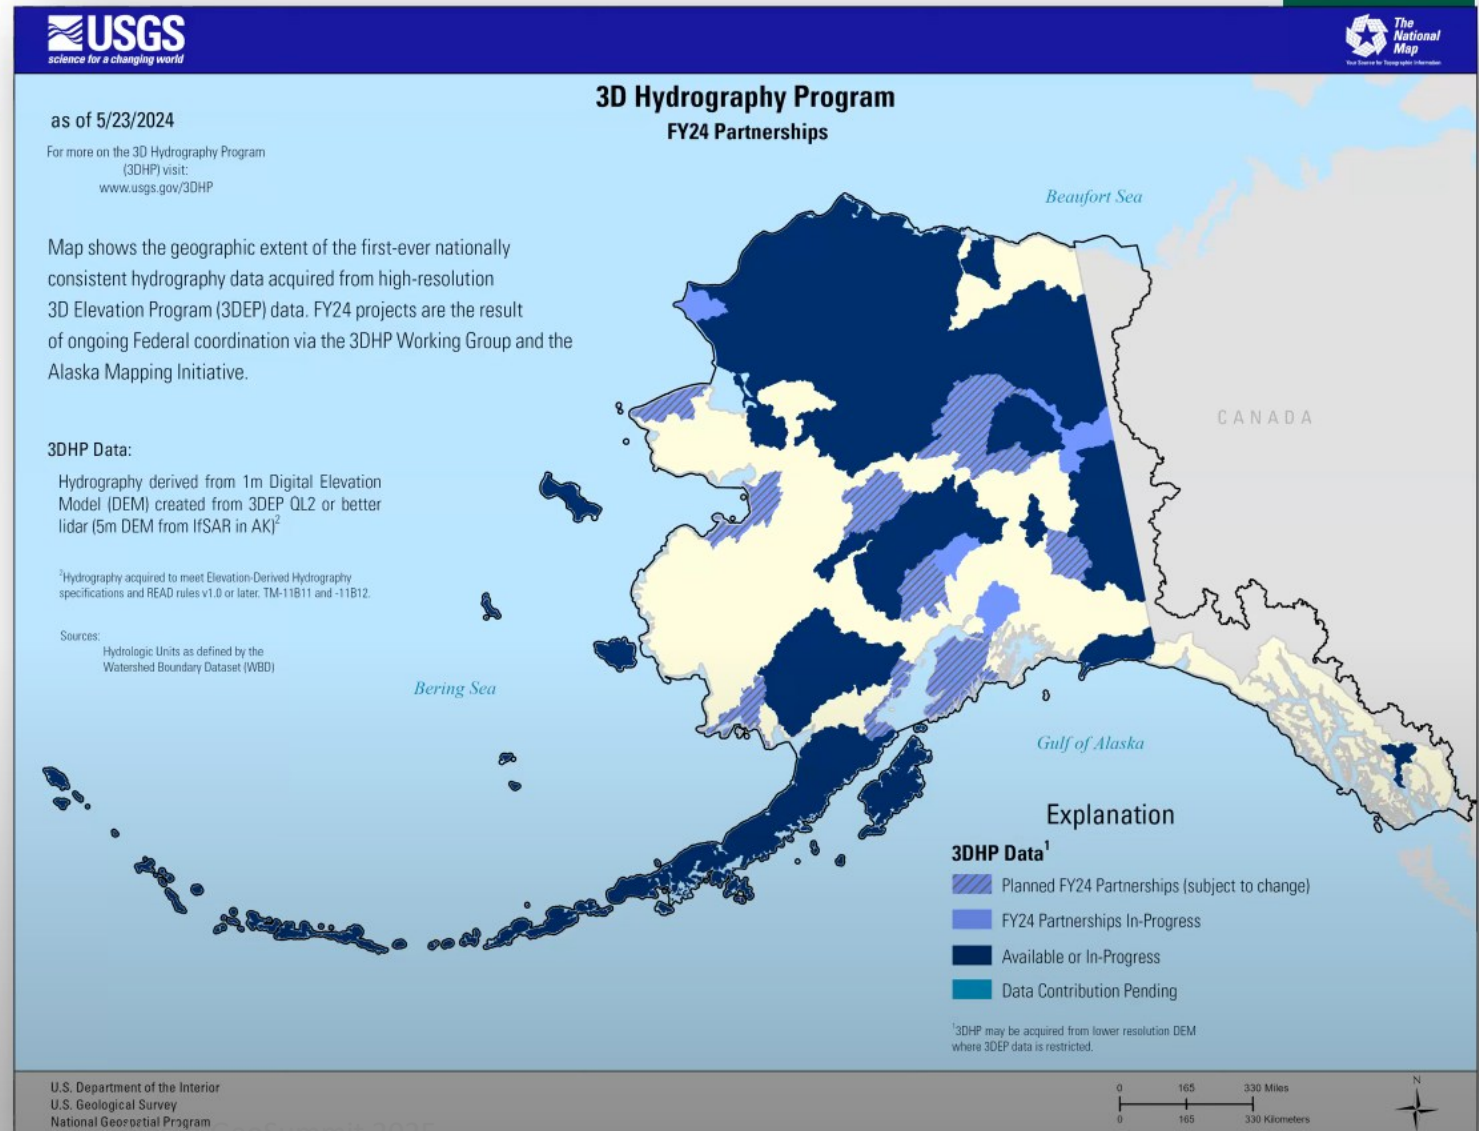 USGS
science for a changing world
The
National
Map
Your Source for Topographic Information
3D Hydrography Program
FY24 Partnerships
as of 5/23/2024
For more on the 3D Hydrography Program
(3DHP) visit:
www.usgs.gov/3DHP
Map shows the geographic extent of the first-ever nationally
consistent hydrography data acquired from high-resolution
3D Elevation Program (3DEP) data. FY24 projects are the result
of ongoing Federal coordination via the 3DHP Working Group and the
Alaska Mapping Initiative.
3DHP Data:
Hydrography derived from 1m Digital Elevation
Model (DEM) created from 3DEP QL2 or better
lidar (5m DEM from IfSAR in AK)2
2Hydrography acquired to meet Elevation-Derived Hydrography
specifications and READ rules v1.0 or later. TM-11B11 and -11B12.
Sources:
Hydrologic Units as defined by the
Watershed Boundary Dataset (WBD)
Beaufort Sea
CANADA
Bering Sea
Gulf of Alaska
Explanation
3DHP Data1
Planned FY24 Partnerships (subject to change)
FY24 Partnerships In-Progress
Available or In-Progress
Data Contribution Pending
13DHP may be acquired from lower resolution DEM
where 3DEP data is restricted.
U.S. Department of the Interior
U.S. Geological Survey
National Geospatial Program
0 165 330 Miles
0 165 330 Kilometers
N